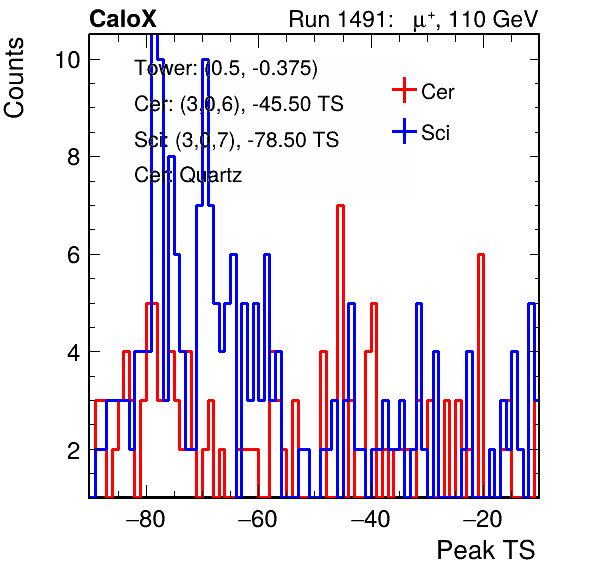 CaloX Run 1491: μ⁺, 110 GeV
Counts
Tower: (0.5, -0.375)
Cer: (3,0,6), -45.50 TS
Sci: (3,0,7), -78.50 TS
Cer: Quartz
Cer
Sci
10
8
6
4
2
−80 −60 −40 −20
Peak TS